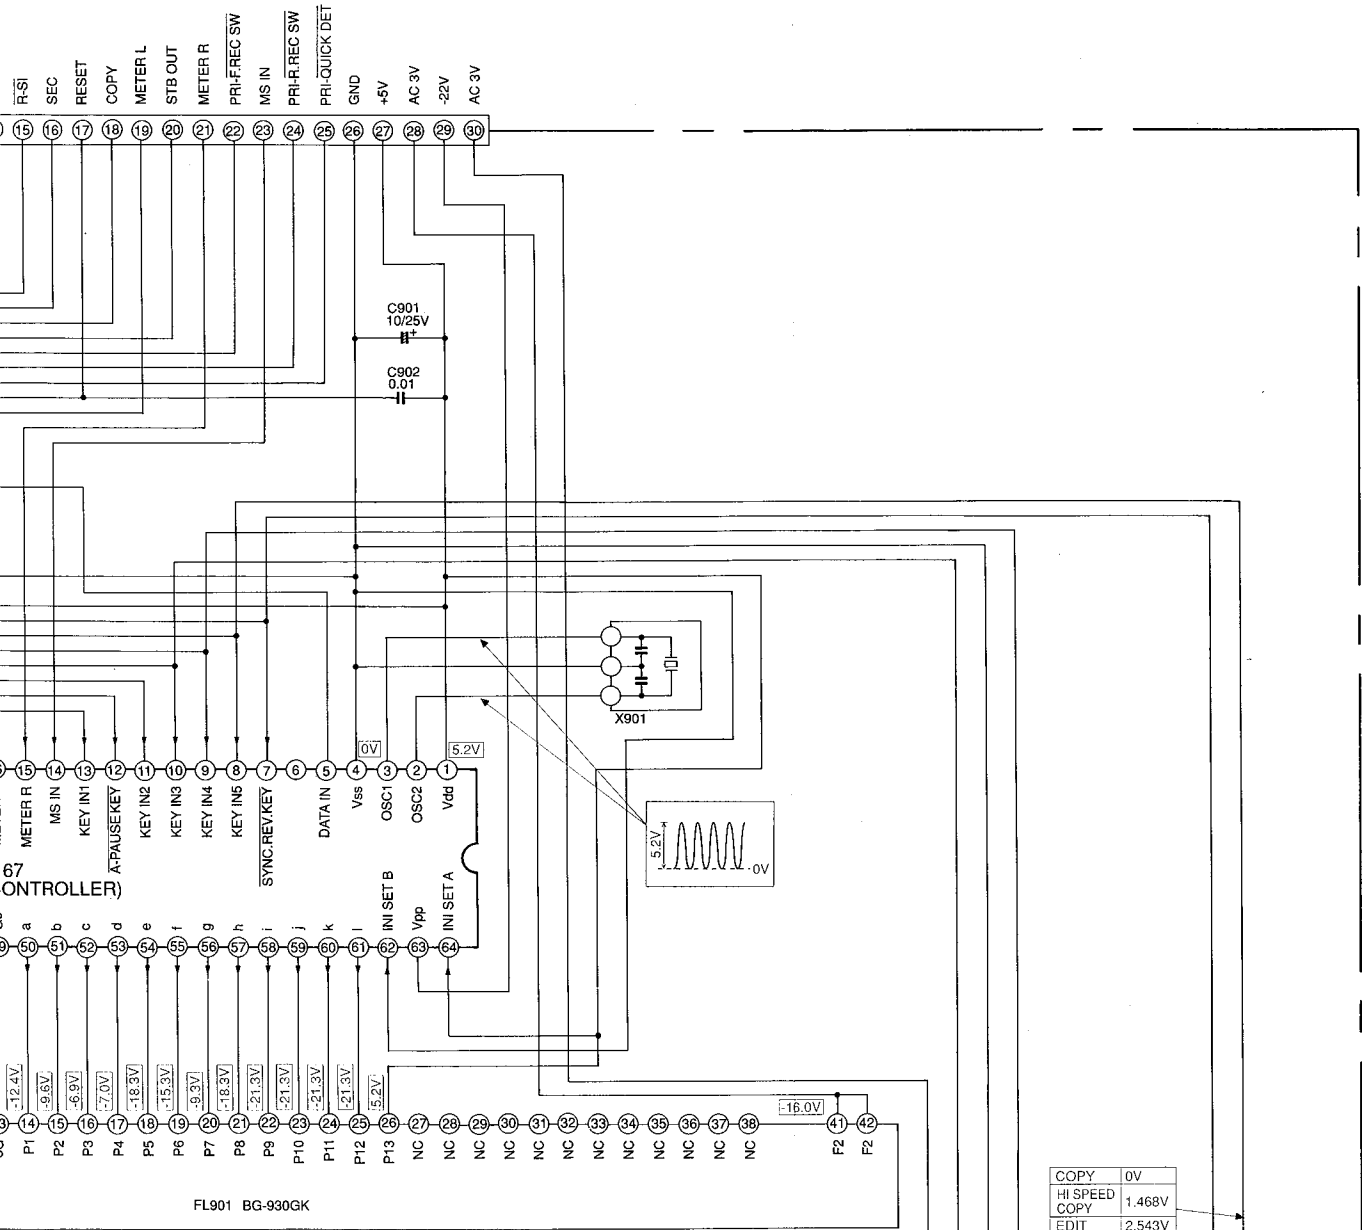 R-SI
SEC
RESET
COPY
METER L
STB OUT
METER R
PRI-F.REC SW
MS IN
PRI-R.REC SW
PRI-QUICK DET
GND
+5V
AC 3V
-22V
AC 3V
15 16 17 18 19 20 21 22 23 24 25 26 27 28 29 30
C901
10/25V
+
C902
0.01
X901
0V
5.2V
15 14 13 12 11 10 9 8 7 6 5 4 3 2 1
METER R
MS IN
KEY IN1
A-PAUSE KEY
KEY IN2
KEY IN3
KEY IN4
KEY IN5
SYNC.REV.KEY
DATA IN
Vss
OSC1
OSC2
Vdd
5.2V
0V
67
ONTROLLER)
a
b
c
d
e
f
g
h
i
j
k
l
INI SET B
Vpp
INI SET A
50 51 52 53 54 55 56 57 58 59 60 61 62 63 64
-12.4V
-9.6V
-6.9V
-7.0V
-18.3V
-15.3V
-9.3V
-18.3V
-21.3V
-21.3V
-21.3V
-21.3V
5.2V
-16.0V
14 15 16 17 18 19 20 21 22 23 24 25 26 27 28 29 30 31 32 33 34 35 36 37 38 41 42
P1
P2
P3
P4
P5
P6
P7
P8
P9
P10
P11
P12
P13
NC
NC
NC
NC
NC
NC
NC
NC
NC
NC
NC
NC
F2
F2
FL901 BG-930GK
COPY 0V
HI SPEED
COPY 1.468V
EDIT 2.543V